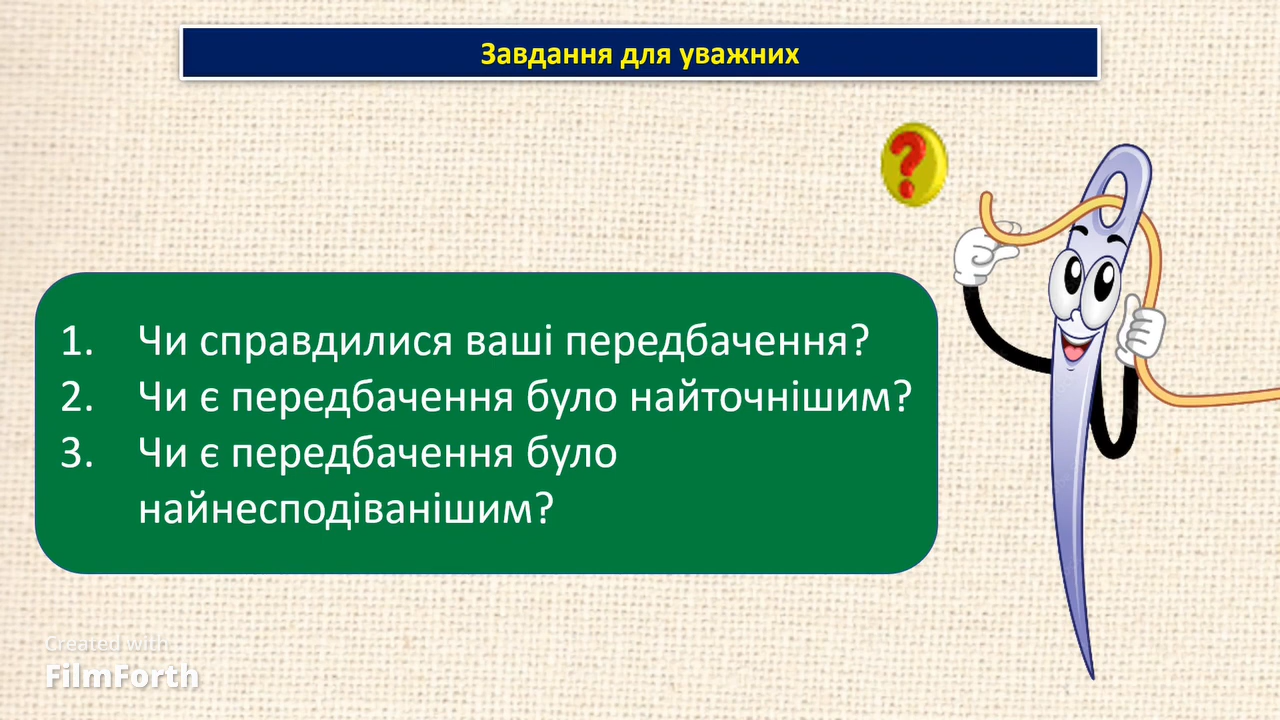 Завдання для уважних
?
1. Чи справдилися ваші передбачення?
2. Чи є передбачення було найточнішим?
3. Чи є передбачення було
найнесподіванішим?
Created with
FilmForth